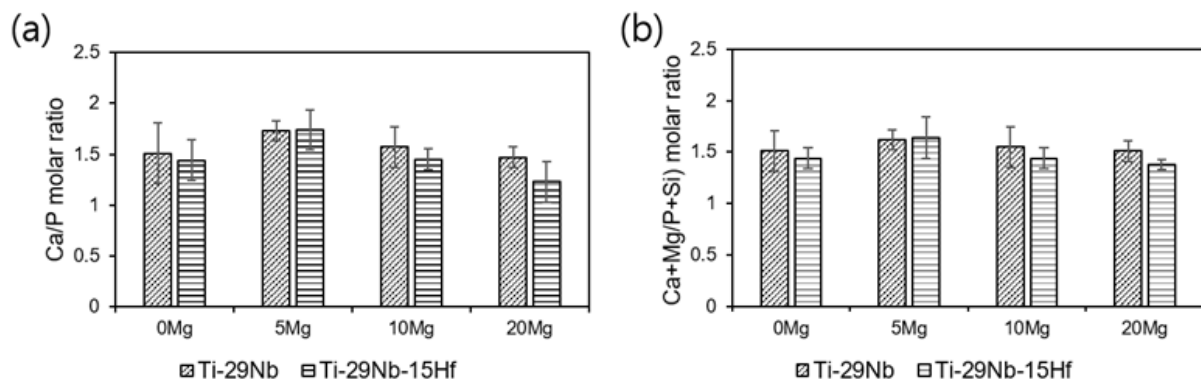 (a)
Ca/P molar ratio
2.5
2
1.5
1
0.5
0
0Mg 5Mg 10Mg 20Mg
Ti-29Nb Ti-29Nb-15Hf
(b)
Ca+Mg/P+Si) molar ratio
2.5
2
1.5
1
0.5
0
0Mg 5Mg 10Mg 20Mg
Ti-29Nb Ti-29Nb-15Hf